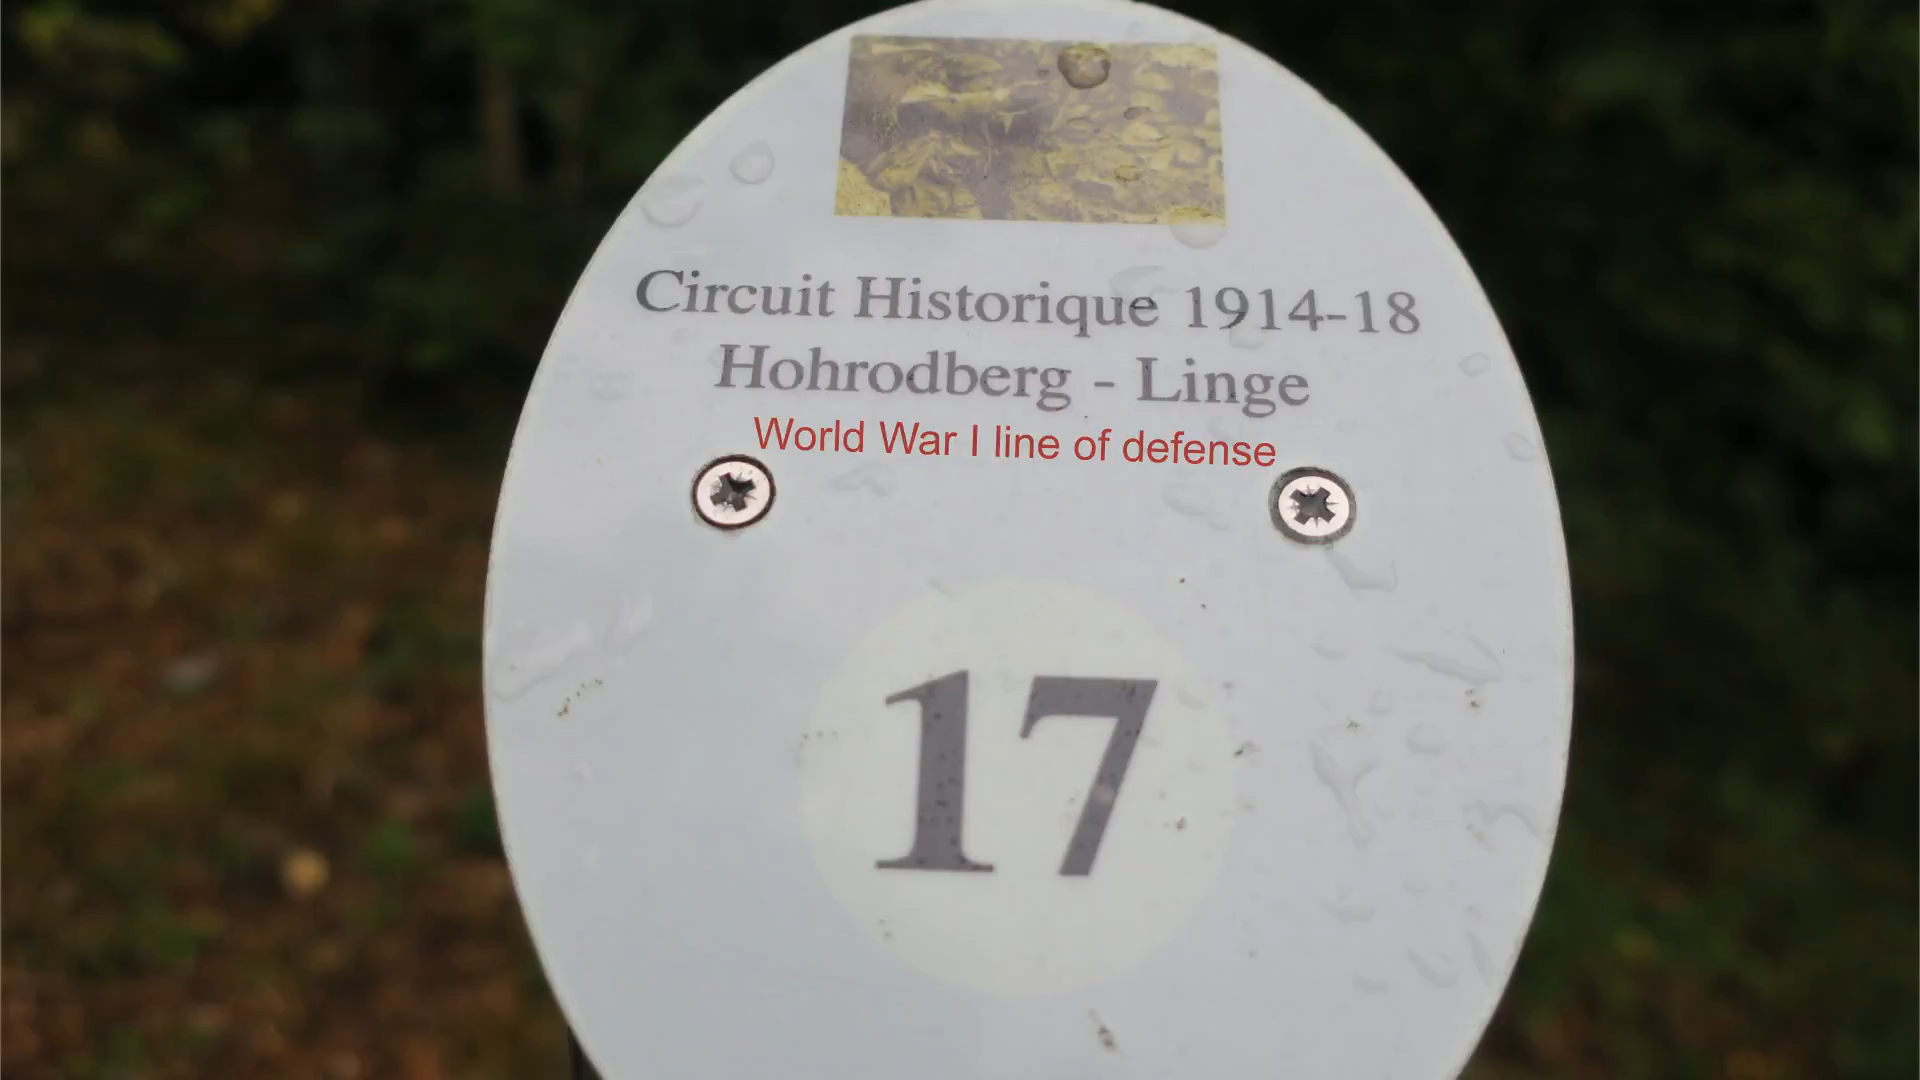 Circuit Historique 1914-18
Hohrodberg - Linge
World War I line of defense
17